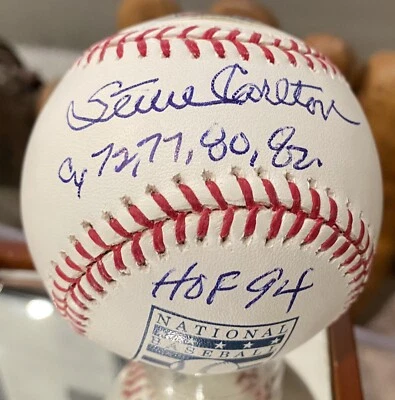 Steve Carlton
Cy 72, 77, 80, 82.
HOF 94
NATIONAL
BASEBALL